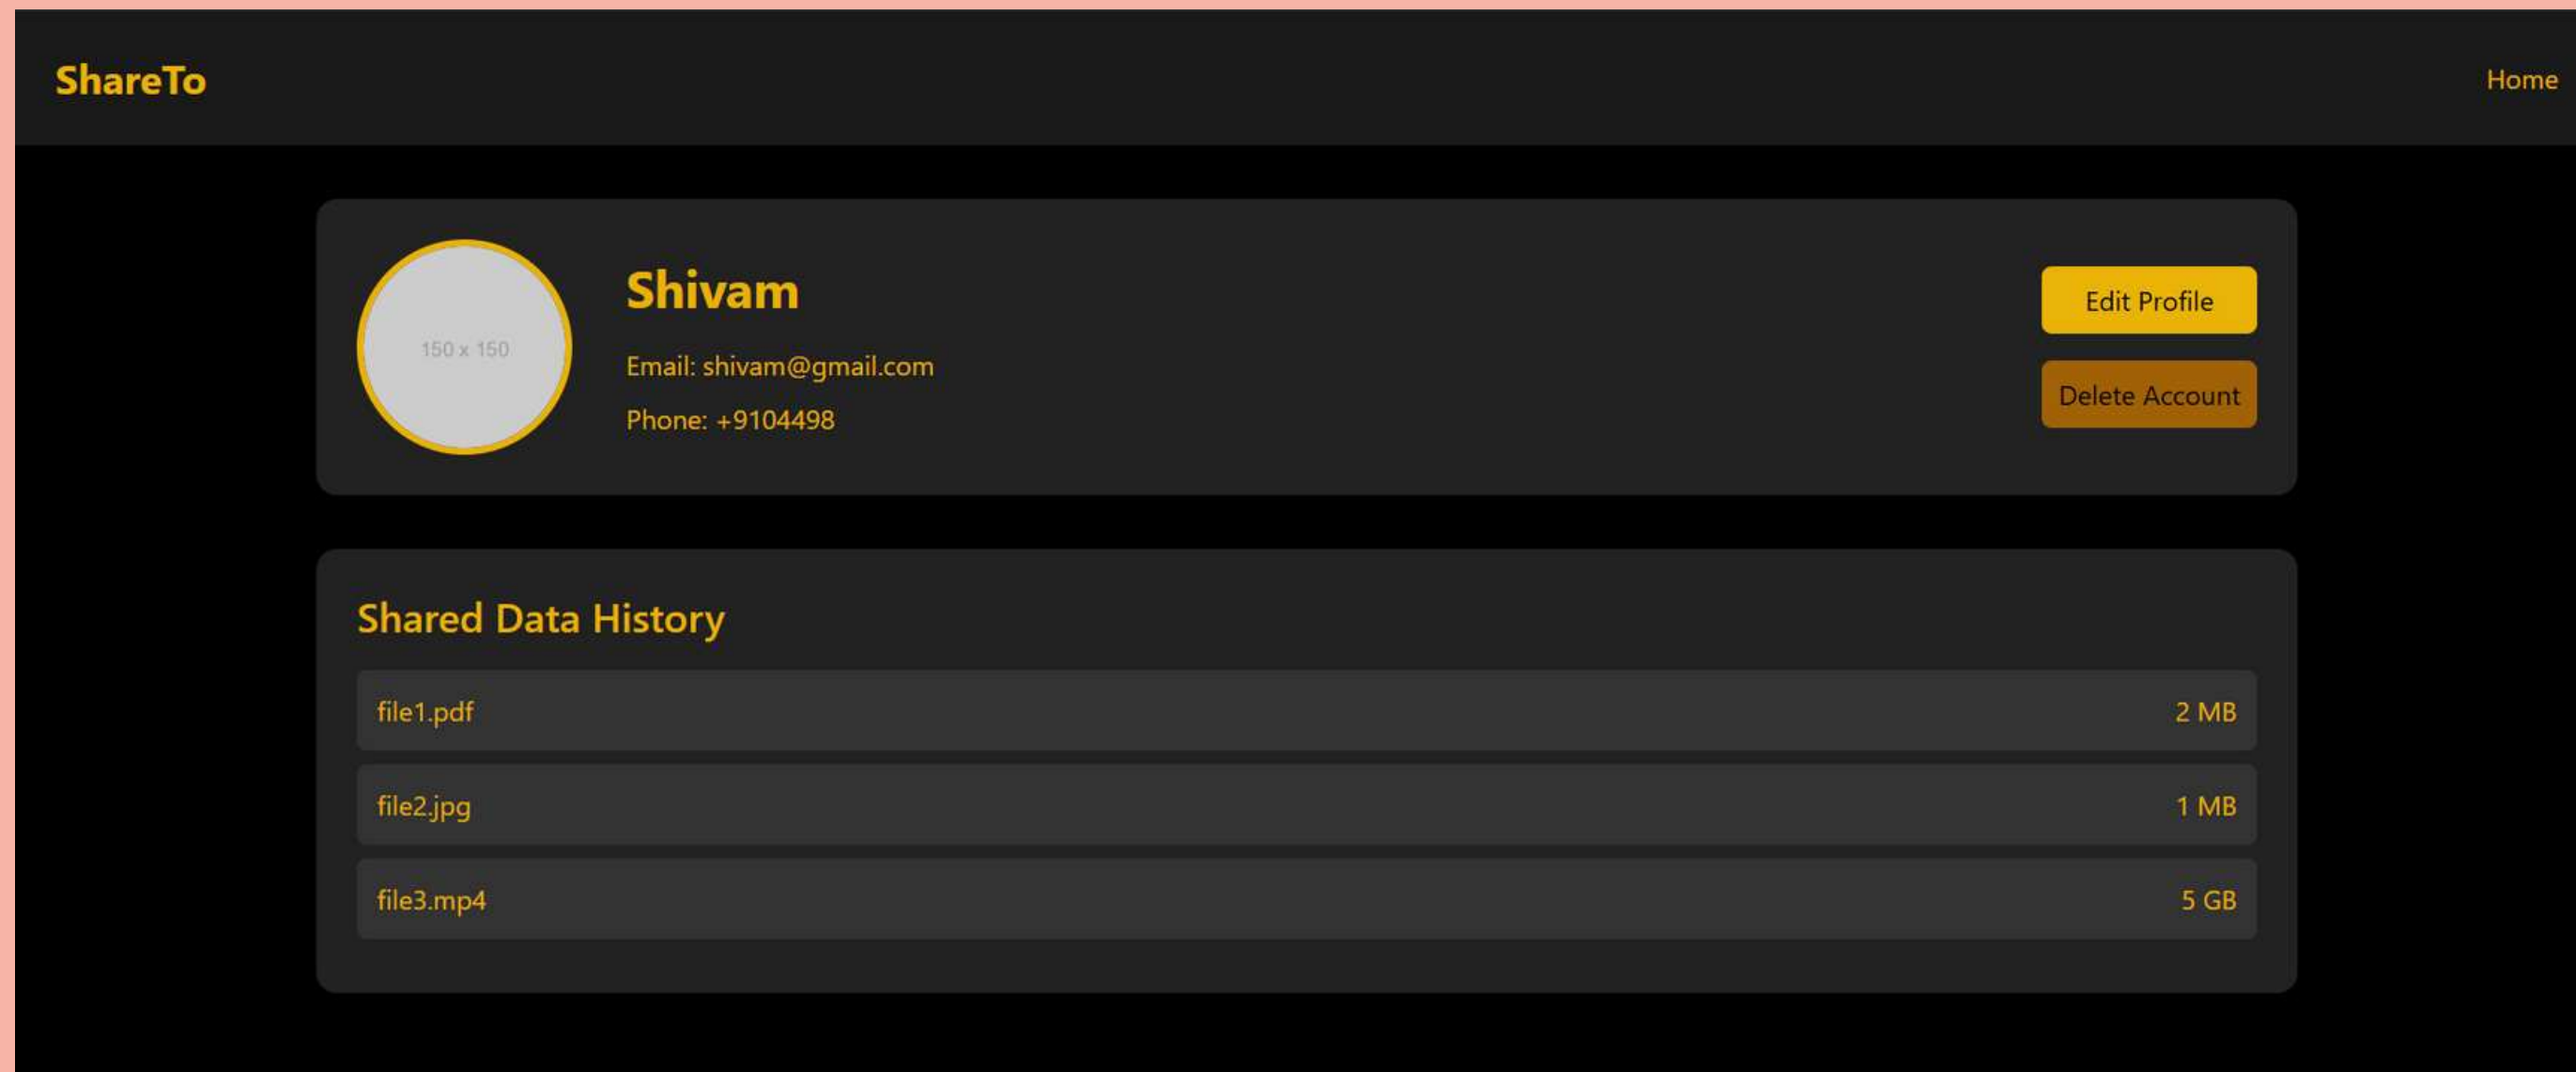 ShareTo
Home
150 x 150
Shivam
Email: shivam@gmail.com
Phone: +9104498
Edit Profile
Delete Account
Shared Data History
file1.pdf 2 MB
file2.jpg 1 MB
file3.mp4 5 GB